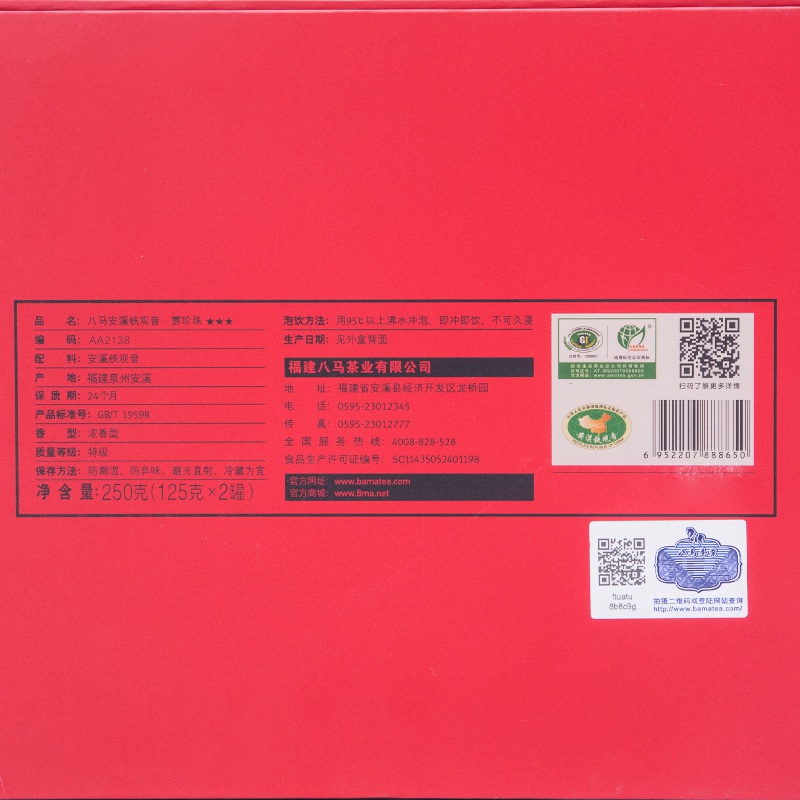 品 名: 八马安溪铁观音·赛珍珠 ★★★
编 码: AA2138
配 料: 安溪铁观音
产 地: 福建泉州安溪
保 质 期: 24个月
产品标准号: GB/T 19598
香 型: 浓香型
质量等级: 特级
保存方法: 防潮湿、防异味、避光直射、冷藏为宜
净 含 量: 250克(125克×2罐)
泡饮方法: 用95℃以上沸水冲泡，即冲即饮，不可久浸
生产日期: 见外盒背面
福建八马茶业有限公司
地 址: 福建省安溪县经济开发区龙桥园
电 话: 0595-23012345
传 真: 0595-23012777
全 国 服 务 热 线: 4008-828-528
食品生产许可证编号: SC11435052401198
官方网址: www.bamatea.com
官方商城: www.8ma.net
GI
扫码了解更多详情
安溪铁观音
6 952207 888650
ftuatu
8b8c9g
拍摄二维码或登陆网站查询
http://www.bamatea.com/